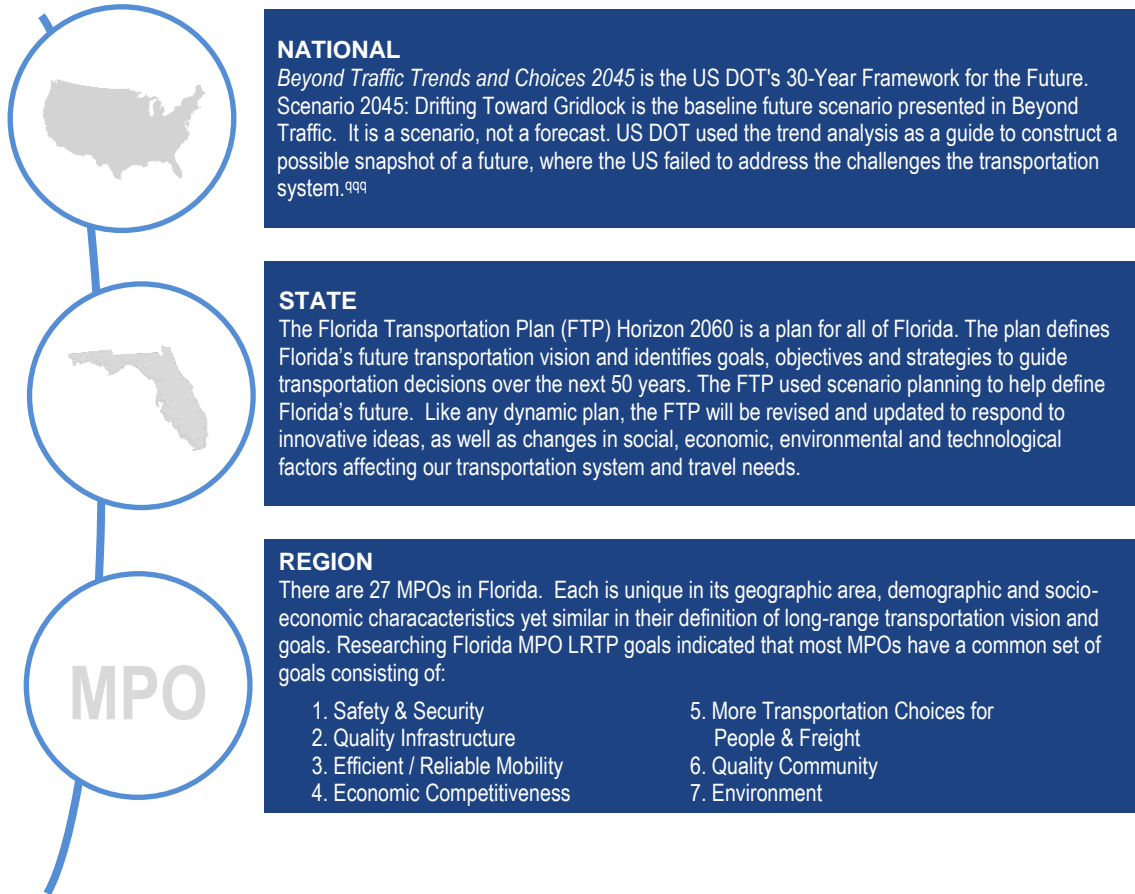 NATIONAL
Beyond Traffic Trends and Choices 2045 is the US DOT's 30-Year Framework for the Future.
Scenario 2045: Drifting Toward Gridlock is the baseline future scenario presented in Beyond
Traffic.  It is a scenario, not a forecast. US DOT used the trend analysis as a guide to construct a
possible snapshot of a future, where the US failed to address the challenges the transportation
system.qqq
STATE
The Florida Transportation Plan (FTP) Horizon 2060 is a plan for all of Florida. The plan defines
Florida’s future transportation vision and identifies goals, objectives and strategies to guide
transportation decisions over the next 50 years. The FTP used scenario planning to help define
Florida’s future.  Like any dynamic plan, the FTP will be revised and updated to respond to
innovative ideas, as well as changes in social, economic, environmental and technological
factors affecting our transportation system and travel needs.
MPO
REGION
There are 27 MPOs in Florida.  Each is unique in its geographic area, demographic and socio-
economic characacteristics yet similar in their definition of long-range transportation vision and
goals. Researching Florida MPO LRTP goals indicated that most MPOs have a common set of
goals consisting of:
1. Safety & Security
2. Quality Infrastructure
3. Efficient / Reliable Mobility
4. Economic Competitiveness
5. More Transportation Choices for
People & Freight
6. Quality Community
7. Environment